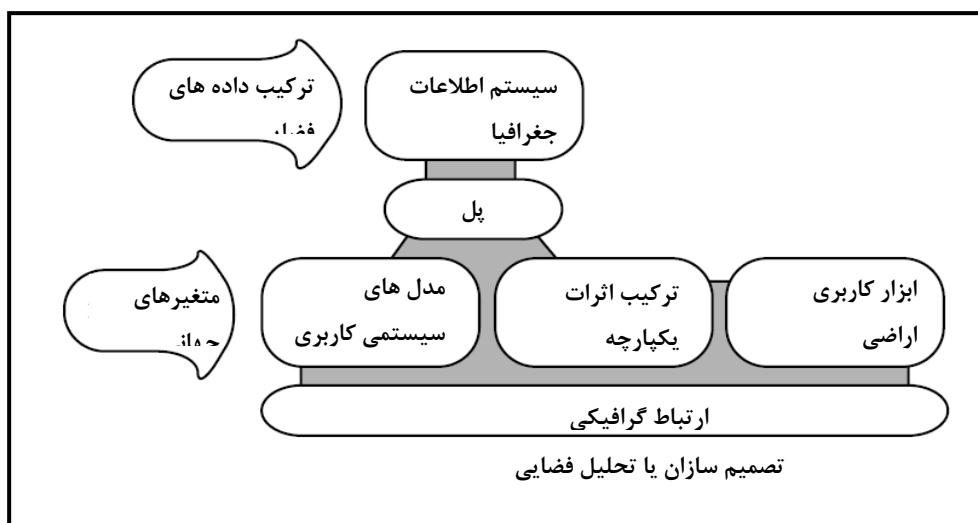 ترکیب داده های
سیستم اطلاعات
جغرافیا
پل
متغیرهای
مدل های
سیستمی کاربری
ترکیب اثرات
یکپارچه
ابزار کاربری
اراضی
ارتباط گرافیکی
تصمیم سازان یا تحلیل فضایی